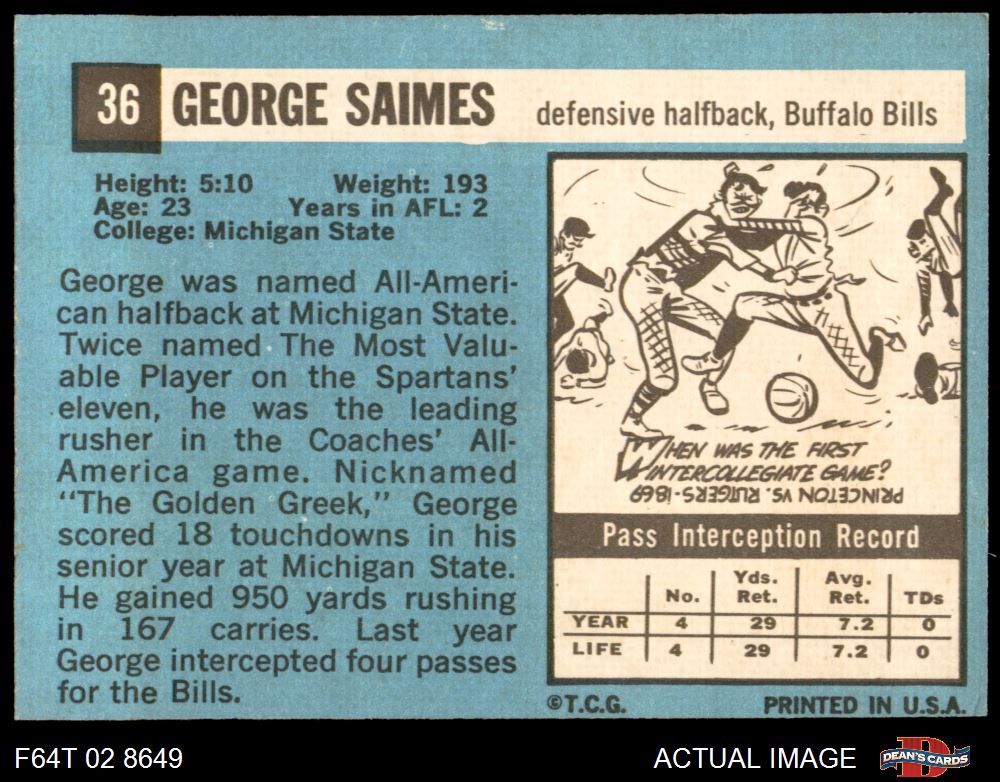 36 GEORGE SAIMES defensive halfback, Buffalo Bills
Height: 5:10 Weight: 193
Age: 23 Years in AFL: 2
College: Michigan State
George was named All-Ameri-
can halfback at Michigan State.
Twice named The Most Valu-
able Player on the Spartans'
eleven, he was the leading
rusher in the Coaches' All-
America game. Nicknamed
"The Golden Greek," George
scored 18 touchdowns in his
senior year at Michigan State.
He gained 950 yards rushing
in 167 carries. Last year
George intercepted four passes
for the Bills.
WHEN WAS THE FIRST
INTERCOLLEGIATE GAME?
PRINCETON VS. RUTGERS-1869
Pass Interception Record
No. Yds. Ret. Avg. Ret. TDs
YEAR 4 29 7.2 0
LIFE 4 29 7.2 0
©T.C.G. PRINTED IN U.S.A.
F64T 02 8649 ACTUAL IMAGE DEAN'S CARDS